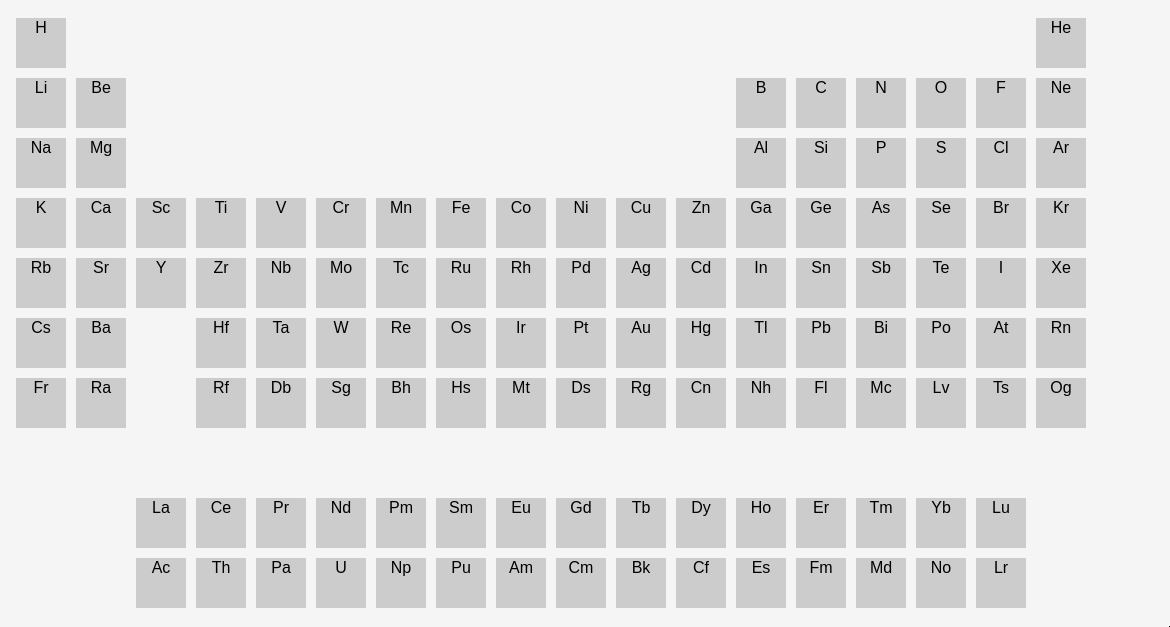 H He
Li Be B C N O F Ne
Na Mg Al Si P S Cl Ar
K Ca Sc Ti V Cr Mn Fe Co Ni Cu Zn Ga Ge As Se Br Kr
Rb Sr Y Zr Nb Mo Tc Ru Rh Pd Ag Cd In Sn Sb Te I Xe
Cs Ba Hf Ta W Re Os Ir Pt Au Hg Tl Pb Bi Po At Rn
Fr Ra Rf Db Sg Bh Hs Mt Ds Rg Cn Nh Fl Mc Lv Ts Og
La Ce Pr Nd Pm Sm Eu Gd Tb Dy Ho Er Tm Yb Lu
Ac Th Pa U Np Pu Am Cm Bk Cf Es Fm Md No Lr